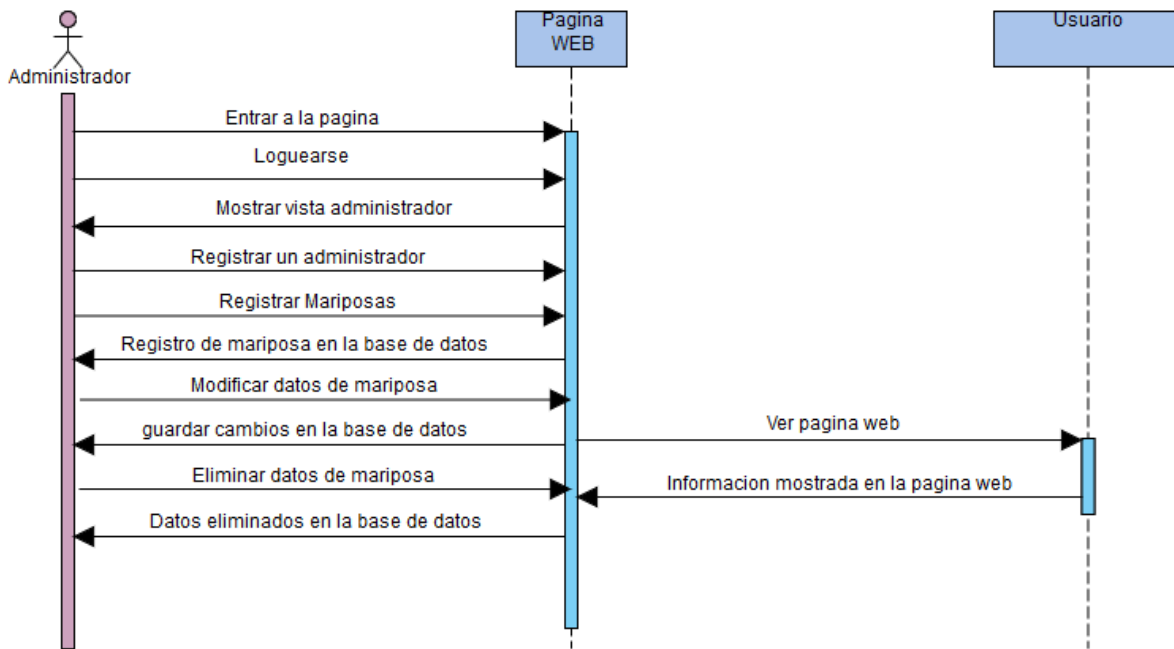 Pagina
WEB
Usuario
Administrador
Entrar a la pagina
Loguearse
Mostrar vista administrador
Registrar un administrador
Registrar Mariposas
Registro de mariposa en la base de datos
Modificar datos de mariposa
guardar cambios en la base de datos
Ver pagina web
Eliminar datos de mariposa
Informacion mostrada en la pagina web
Datos eliminados en la base de datos